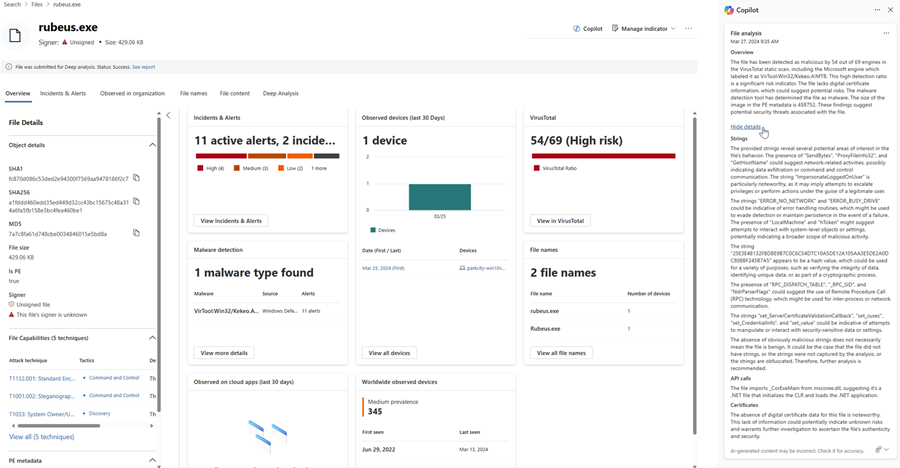 Search > Files > rubeus.exe
rubeus.exe
Signer: Unsigned • Size: 429.06 KB
Copilot
Manage indicator
File was submitted for Deep analysis. Status: Success. See report
Overview
Incidents & Alerts
Observed in organization
File names
File content
Deep Analysis
File Details
Object details
SHA1
fc870d086c53ded2e94300f7569aa9478186f2c7
SHA256
MD5
7a7c8fa61d748cbe0034846015e5bd8a
File size
429.06 KB
Is PE
true
Signer
Unsigned file
This file's signer is unknown
File Capabilities (5 techniques)
Attack technique
Tactics
De
T1132.001: Standard Enc...
Command and Control
Th
T1001.002: Steganograp...
Command and Control
Th
T1033: System Owner/U...
Discovery
Th
View all (5 techniques)
PE metadata
Incidents & Alerts
11 active alerts, 2 incide...
High (4)
Medium (3)
Low (2)
1 more
View Incidents & Alerts
Observed devices (last 30 Days)
1 device
2
1
0
03/25
Devices
Date (First / Last)
Devices
Mar 25, 2024 (First)
parkcity-win10v...
View all devices
VirusTotal
54/69 (High risk)
VirusTotal Ratio
View in VirusTotal
Malware detection
1 malware type found
Malware
Source
Alerts
VirTool:Win32/Kekeo.A...
Windows Defe...
11 alerts
View more details
File names
2 file names
File name
Number of devices
rubeus.exe
1
Rubeus.exe
1
View all file names
Observed on cloud apps (last 30 days)
Worldwide observed devices
Medium prevalence
345
First seen
Last seen
Jun 29, 2022
Mar 13, 2024
Copilot
File analysis
Mar 27, 2024 9:35 AM
Overview
The file has been detected as malicious by 54 out of 69 engines in
the VirusTotal static scan, including the Microsoft engine which
labeled it as VirTool:Win32/Kekeo.A!MTB. This high detection ratio
is a significant risk indicator. The file lacks digital certificate
information, which could suggest potential risks. The malware
detection tool has determined the file as malware. The size of the
image in the PE metadata is 458752. These findings suggest
potential security threats associated with the file.
Hide details
Strings
The provided strings reveal several potential areas of interest in the
file's behavior. The presence of "SendBytes", "ProxyFileInfo32", and
"GetHostName" could suggest network-related activities, possibly
indicating data exfiltration or command and control
communication. The string "ImpersonateLoggedOnUser" is
particularly noteworthy, as it may imply attempts to escalate
privileges or perform actions under the guise of a legitimate user.
The strings "ERROR_NO_NETWORK" and "ERROR_BUSY_DRIVE"
could be indicative of error handling routines, which might be used
to evade detection or maintain persistence in the event of a failure.
The presence of "LocalMachine" and "hToken" might suggest
attempts to interact with system-level objects or settings,
potentially indicating a broader scope of malicious activity.
The string
appears to be a hash value, which could be used
for a variety of purposes, such as verifying the integrity of data,
identifying unique data, or as part of a cryptographic process.
The presence of "RPC_DISPATCH_TABLE", "_RPC_SID", and
"NdrParserFlags" could suggest the use of Remote Procedure Call
(RPC) technology, which might be used for inter-process or network
communication.
The strings "set_ServerCertificateValidationCallback", "set_cusec",
"set_CredentialInfo", and "set_value" could be indicative of attempts
to manipulate or interact with security-sensitive data or settings.
The absence of obviously malicious strings does not necessarily
mean the file is benign. It could be the case that the file did not
have strings, or the strings were not captured by the analysis, or
the strings are obfuscated. Therefore, further analysis is
recommended.
API calls
The file imports _CorExeMain from mscoree.dll, suggesting it's a
.NET file that initializes the CLR and loads the .NET application.
Certificates
The absence of digital certificate data for this file is noteworthy.
This lack of information could potentially indicate unknown risks
and warrants further investigation to ascertain the file's authenticity
and security.
AI-generated content may be incorrect. Check it for accuracy.